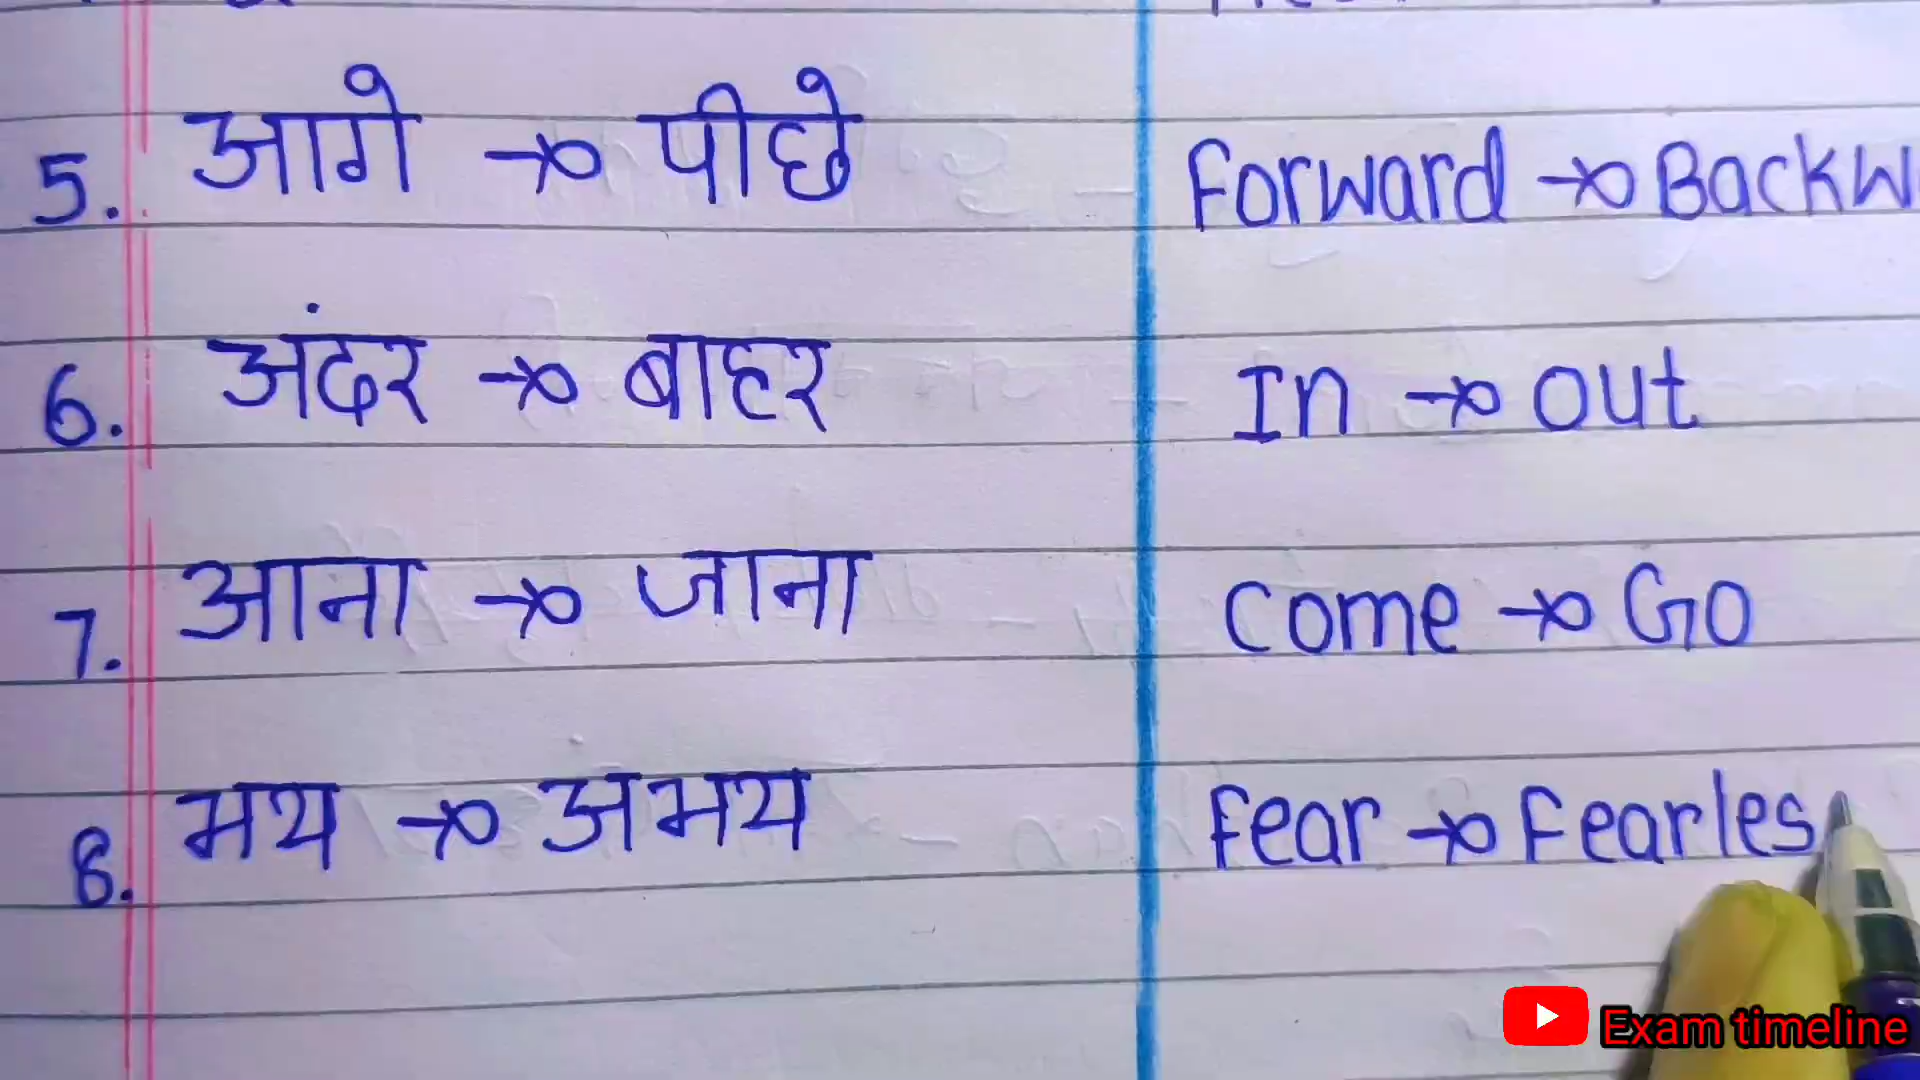 5. आगे → पीछे Forward → Backw
6. अंदर → बाहर In → Out
7. आना → जाना Come → Go
8. भय → अभय Fear → Fearles
Exam timeline